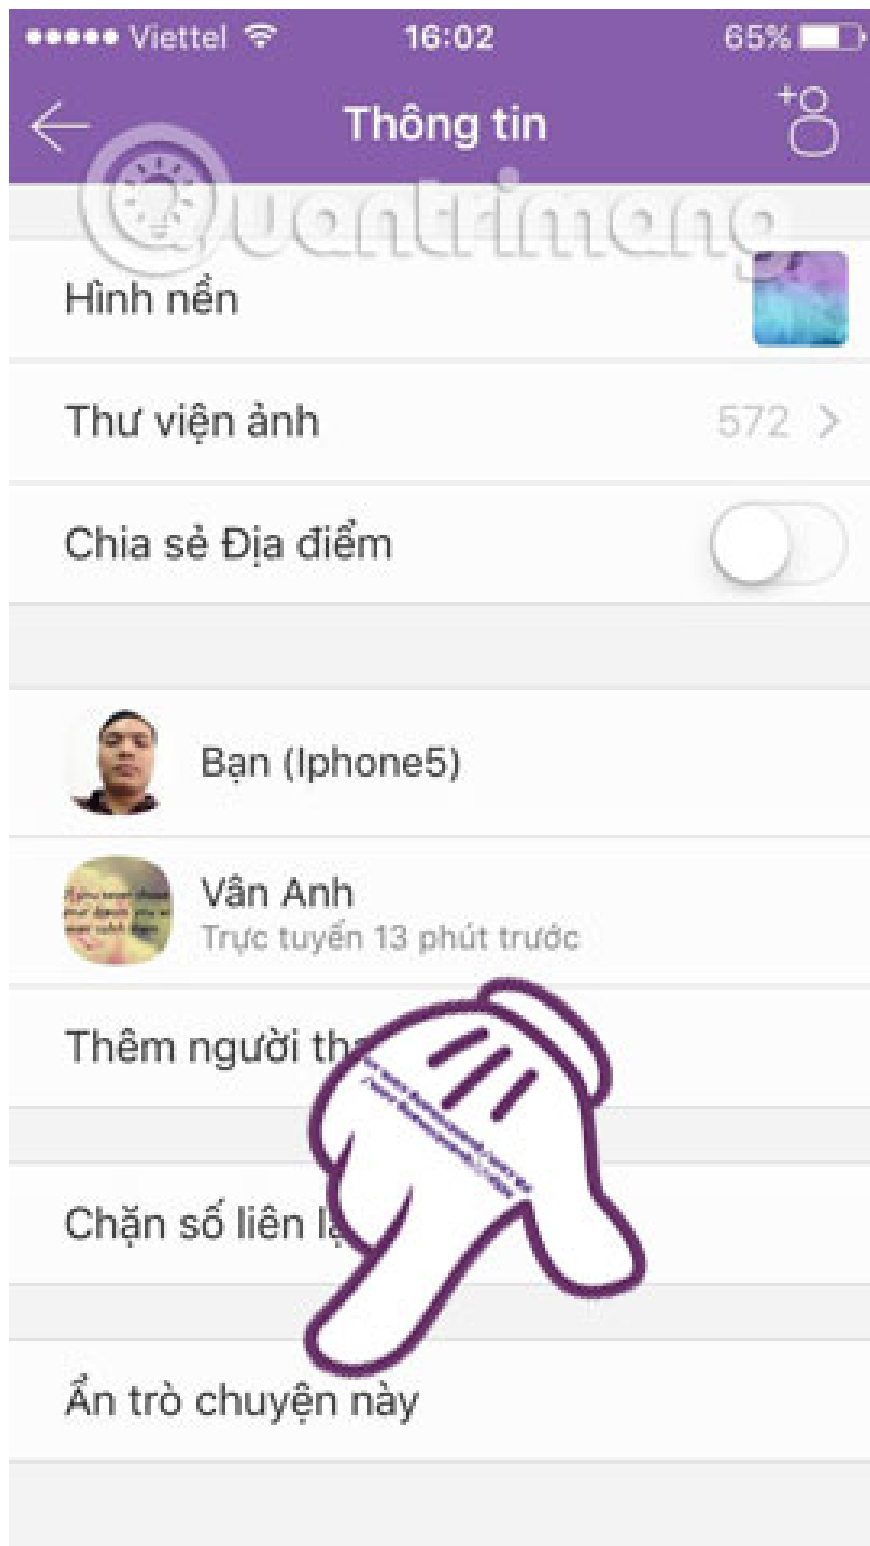 Viettel 16:02 65%
Thông tin
Quantrimang
Hình nền
Thư viện ảnh 572
Chia sẻ Địa điểm
Bạn (Iphone5)
Vân Anh
Trực tuyến 13 phút trước
Thêm người
Chặn số liên
Ẩn trò chuyện này